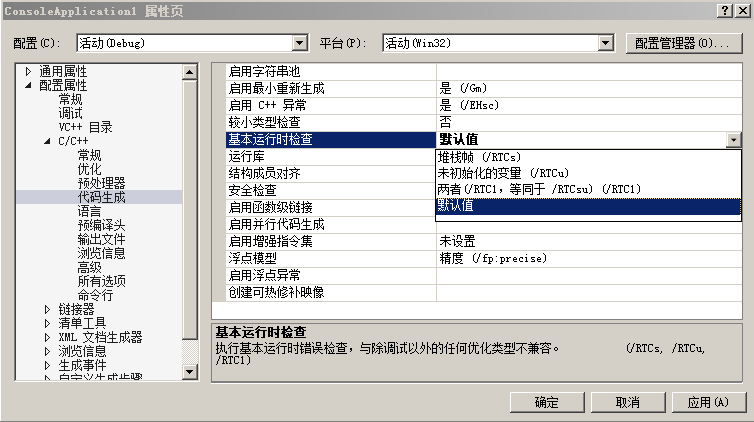 ConsoleApplication1 属性页
配置(C): 活动(Debug) 平台(P): 活动(Win32) 配置管理器(O)...
通用属性
配置属性
常规
调试
VC++ 目录
C/C++
常规
优化
预处理器
代码生成
语言
预编译头
输出文件
浏览信息
高级
所有选项
命令行
链接器
清单工具
XML 文档生成器
浏览信息
生成事件
自定义生成步骤
启用字符串池
启用最小重新生成 是 (/Gm)
启用 C++ 异常 是 (/EHsc)
较小类型检查 否
基本运行时检查 默认值
运行库 堆栈帧 (/RTCs)
结构成员对齐 未初始化的变量 (/RTCu)
安全检查 两者(/RTC1，等同于 /RTCsu) (/RTC1)
启用函数级链接 默认值
启用并行代码生成
启用增强指令集 未设置
浮点模型 精度 (/fp:precise)
启用浮点异常
创建可热修补映像
基本运行时检查
执行基本运行时错误检查，与除调试以外的任何优化类型不兼容。 (/RTCs, /RTCu,
/RTC1)
确定 取消 应用(A)